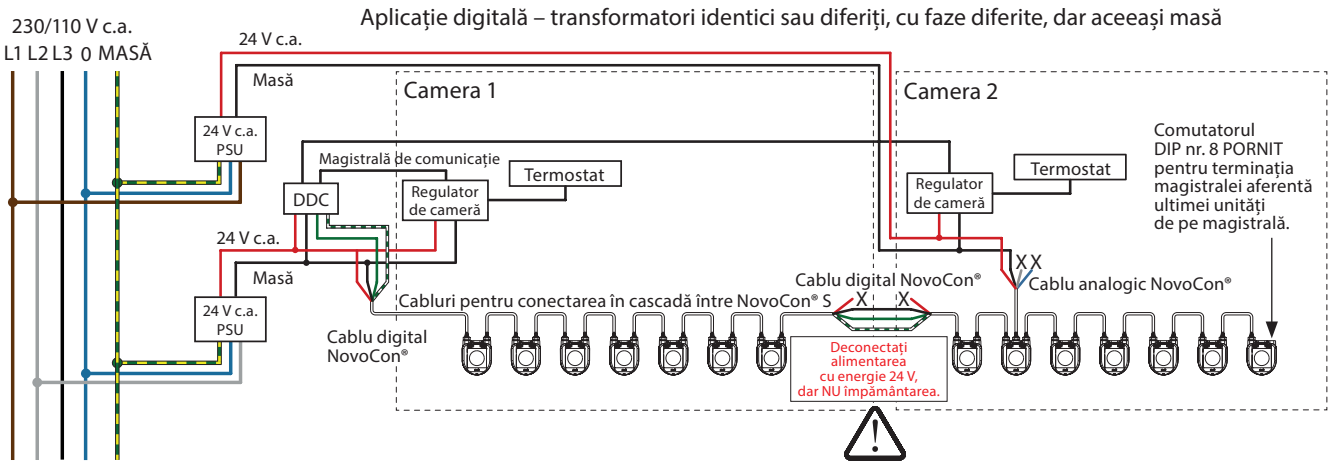 Aplicație digitală – transformatori identici sau diferiți, cu faze diferite, dar aceeași masă
230/110 V c.a.
L1 L2 L3 0 MASĂ
24 V c.a.
Masă
24 V c.a.
PSU
Camera 1
Camera 2
Magistrală de comunicație
DDC
Regulator
de cameră
Termostat
Regulator
de cameră
Termostat
Comutatorul
DIP nr. 8 PORNIT
pentru terminația
magistralei aferentă
ultimei unități
de pe magistrală.
24 V c.a.
Masă
24 V c.a.
PSU
Cablu digital
NovoCon®
Cabluri pentru conectarea în cascadă între NovoCon® S
Cablu digital NovoCon®
X X
X X
Cablu analogic NovoCon®
Deconectați
alimentarea
cu energie 24 V,
dar NU împământarea.
!